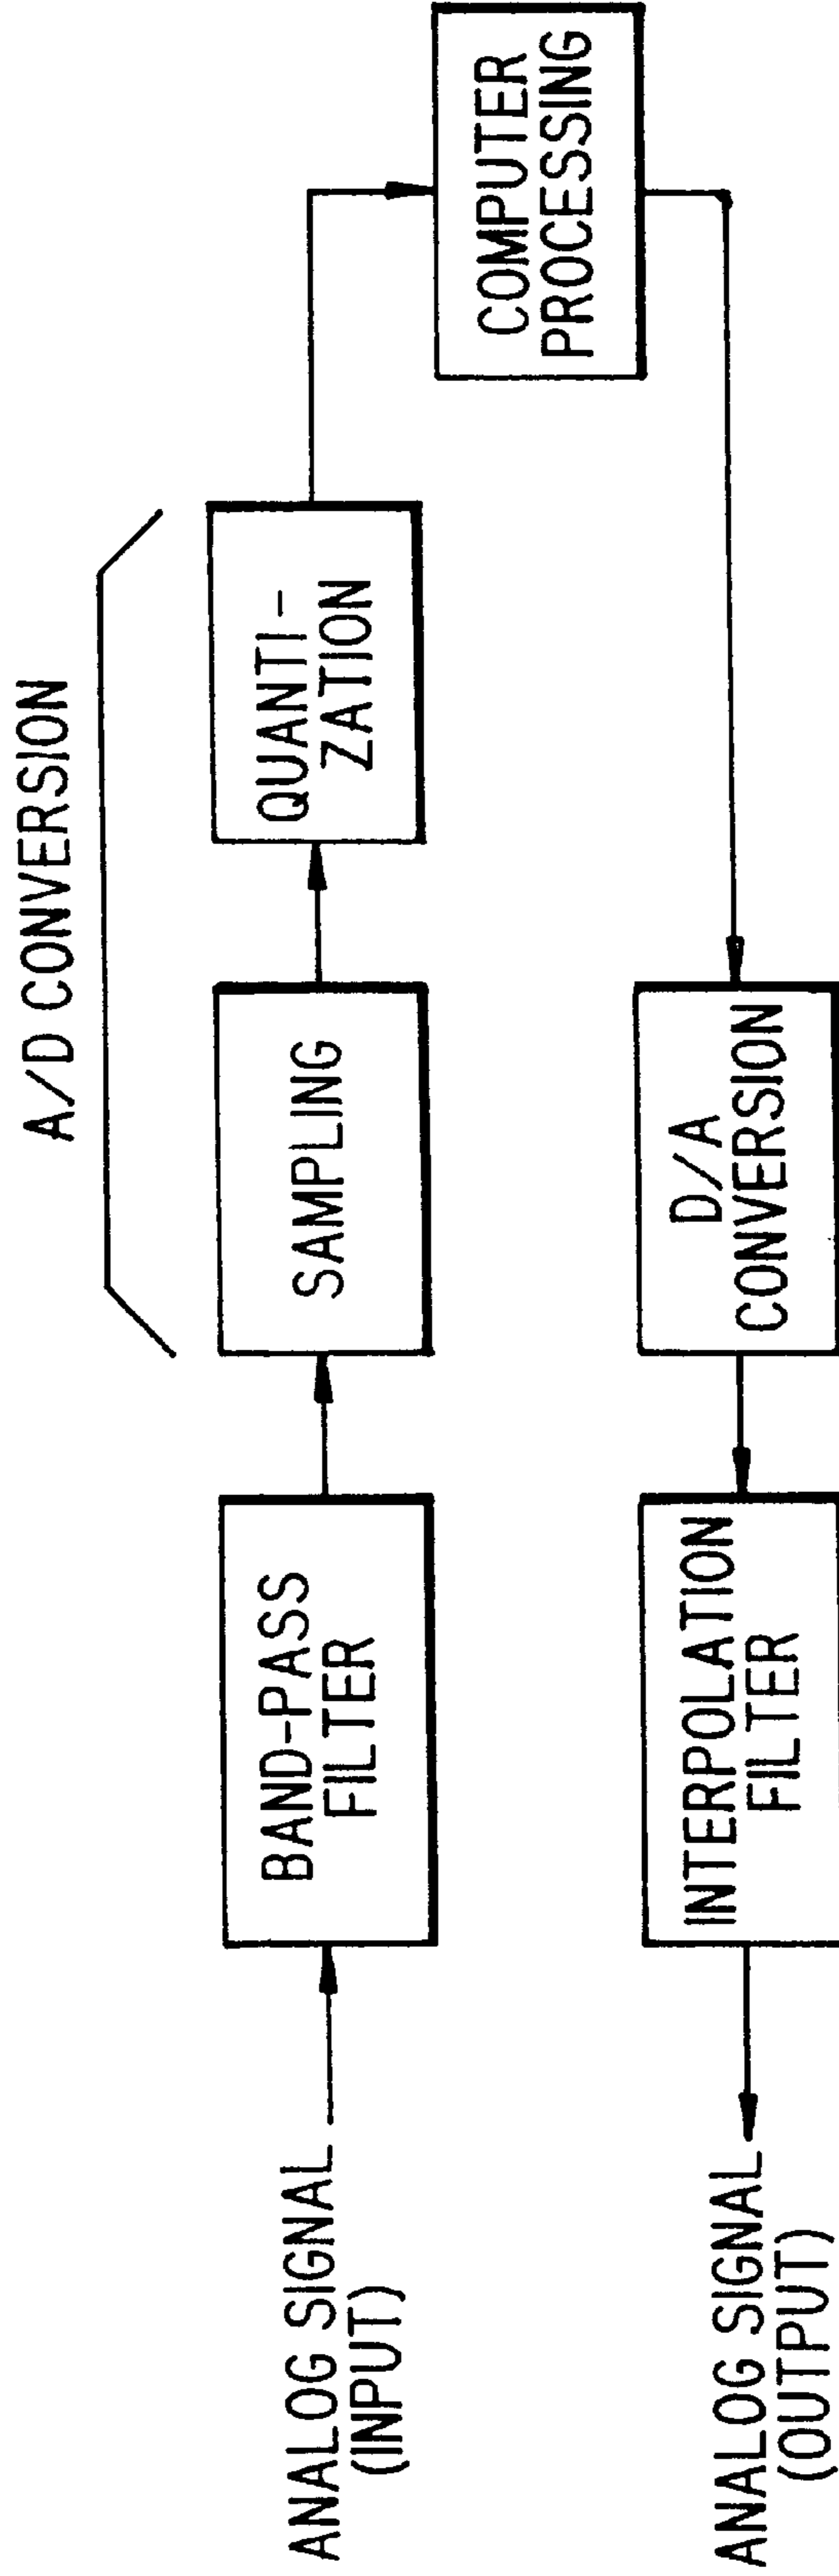 A/D CONVERSION
ANALOG SIGNAL
(INPUT)
BAND-PASS
FILTER
SAMPLING
QUANTI-
ZATION
COMPUTER
PROCESSING
D/A
CONVERSION
INTERPOLATION
FILTER
ANALOG SIGNAL
(OUTPUT)